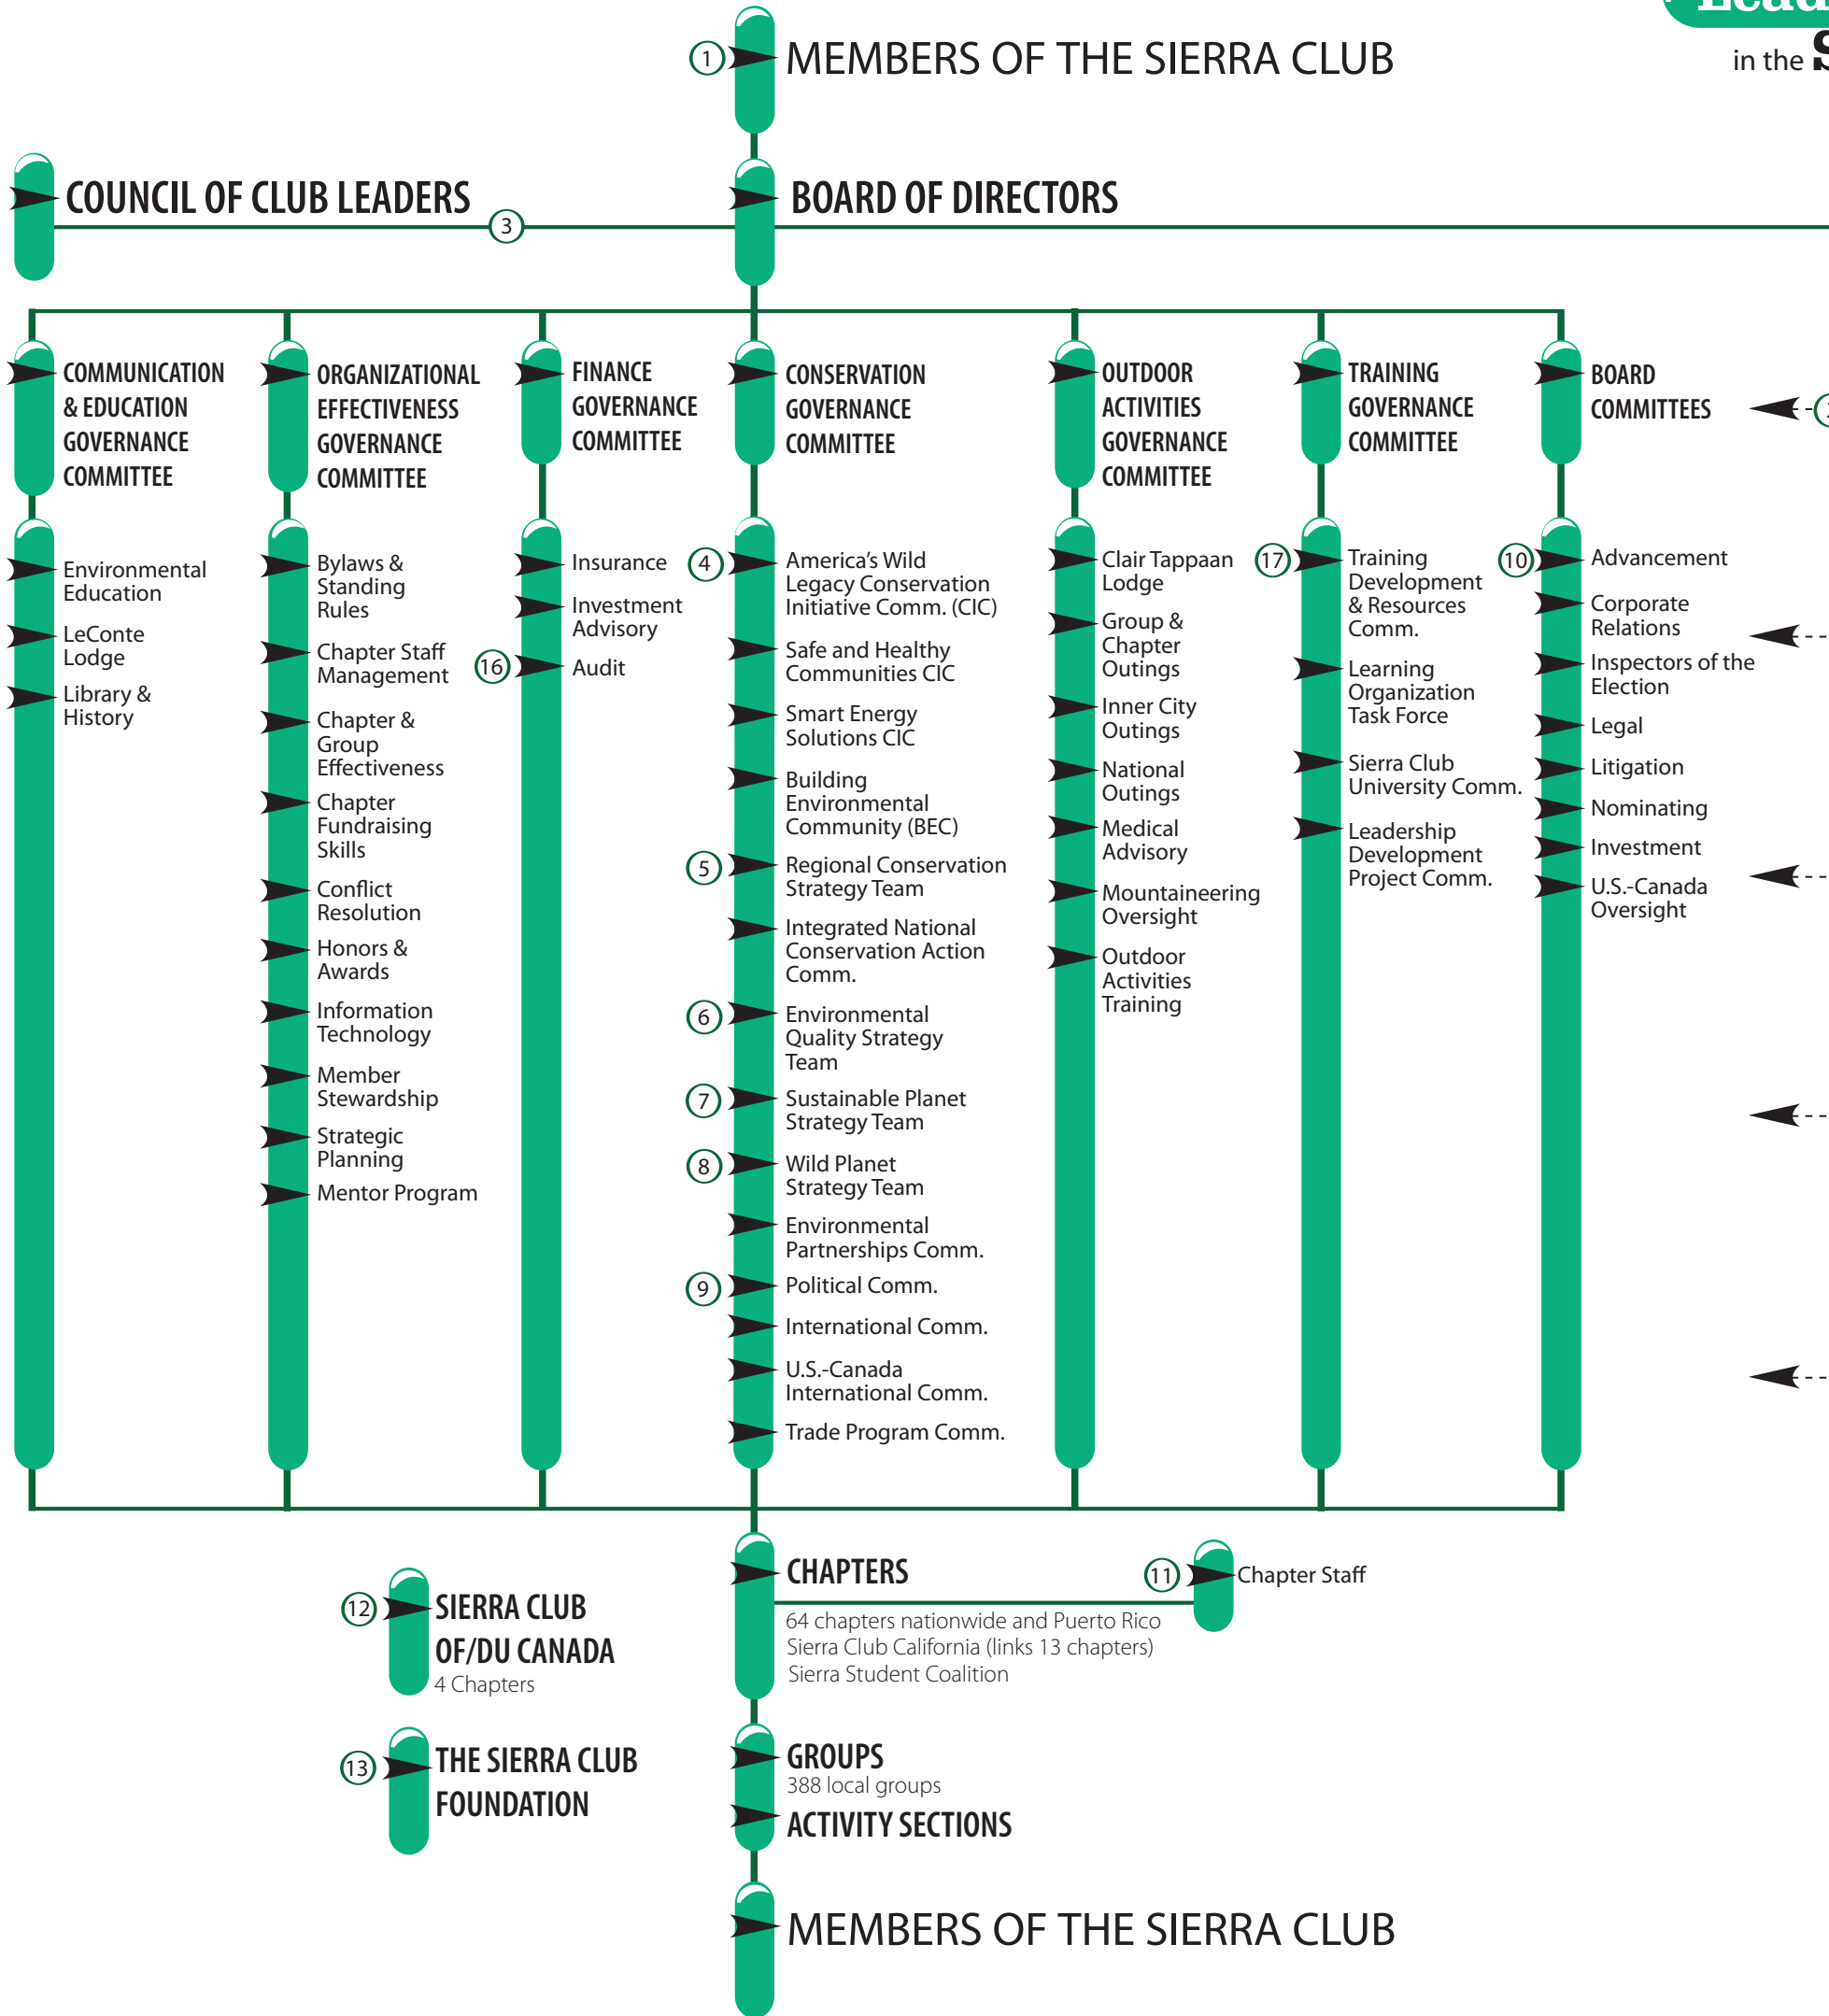 in the
1
MEMBERS OF THE SIERRA CLUB
COUNCIL OF CLUB LEADERS
BOARD OF DIRECTORS
3
COMMUNICATION
& EDUCATION
GOVERNANCE
COMMITTEE
Environmental
Education
LeConte
Lodge
Library &
History
ORGANIZATIONAL
EFFECTIVENESS
GOVERNANCE
COMMITTEE
Bylaws &
Standing
Rules
Chapter Staff
Management
Chapter &
Group
Effectiveness
Chapter
Fundraising
Skills
Conflict
Resolution
Honors &
Awards
Information
Technology
Member
Stewardship
Strategic
Planning
Mentor Program
FINANCE
GOVERNANCE
COMMITTEE
Insurance
Investment
Advisory
16
Audit
CONSERVATION
GOVERNANCE
COMMITTEE
4
America's Wild
Legacy Conservation
Initiative Comm. (CIC)
Safe and Healthy
Communities CIC
Smart Energy
Solutions CIC
Building
Environmental
Community (BEC)
5
Regional Conservation
Strategy Team
Integrated National
Conservation Action
Comm.
6
Environmental
Quality Strategy
Team
7
Sustainable Planet
Strategy Team
8
Wild Planet
Strategy Team
Environmental
Partnerships Comm.
9
Political Comm.
International Comm.
U.S.-Canada
International Comm.
Trade Program Comm.
OUTDOOR
ACTIVITIES
GOVERNANCE
COMMITTEE
Clair Tappaan
Lodge
Group &
Chapter
Outings
Inner City
Outings
National
Outings
Medical
Advisory
Mountaineering
Oversight
Outdoor
Activities
Training
TRAINING
GOVERNANCE
COMMITTEE
17
Training
Development
& Resources
Comm.
Learning
Organization
Task Force
Sierra Club
University Comm.
Leadership
Development
Project Comm.
BOARD
COMMITTEES
10
Advancement
Corporate
Relations
Inspectors of the
Election
Legal
Litigation
Nominating
Investment
U.S.-Canada
Oversight
CHAPTERS
64 chapters nationwide and Puerto Rico
Sierra Club California (links 13 chapters)
Sierra Student Coalition
11
Chapter Staff
12
SIERRA CLUB
OF/DU CANADA
4 Chapters
13
THE SIERRA CLUB
FOUNDATION
GROUPS
388 local groups
ACTIVITY SECTIONS
MEMBERS OF THE SIERRA CLUB